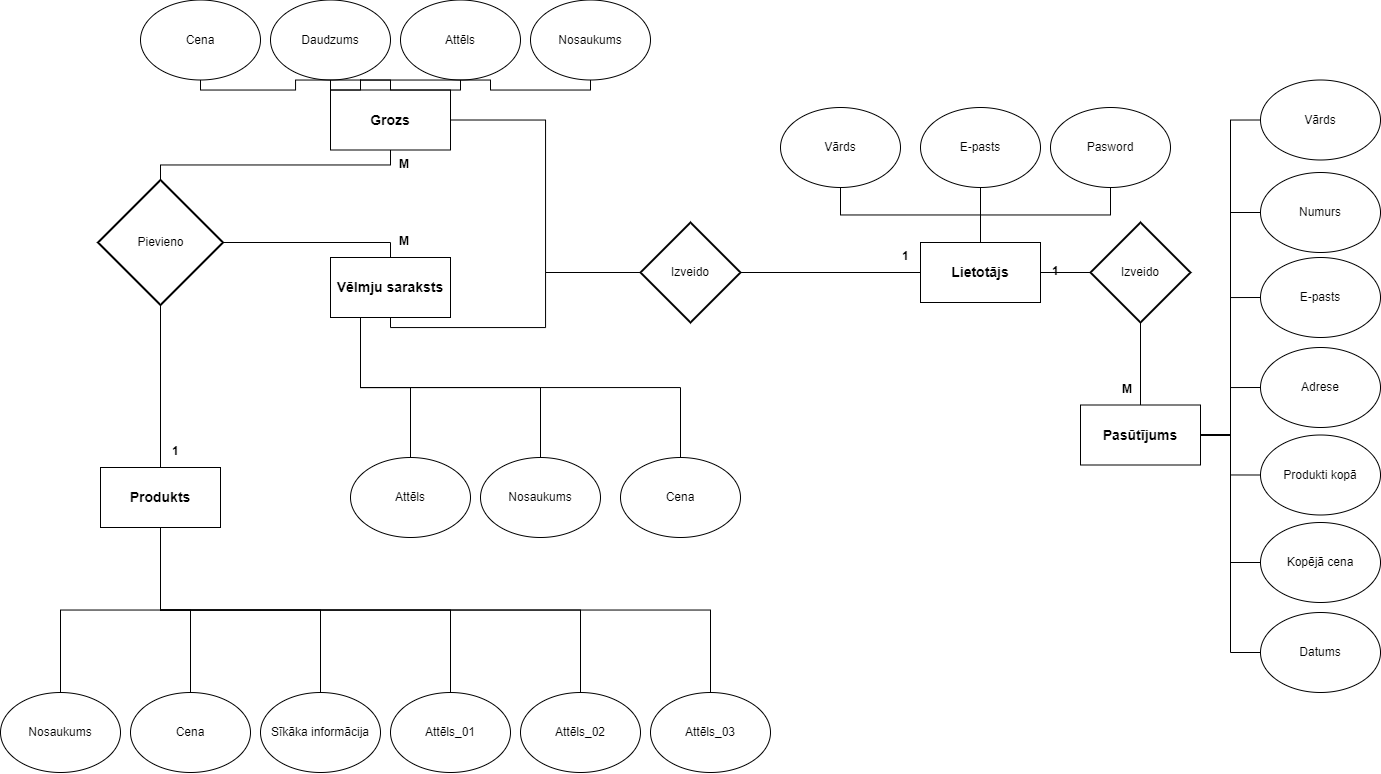 Cena
Daudzums
Attēls
Nosaukums
Grozs
M
Pievieno
M
Vēlmju saraksts
Izveido
1
Vārds
E-pasts
Pasword
Lietotājs
1
Izveido
M
Pasūtījums
Vārds
Numurs
E-pasts
Adrese
Produkti kopā
Kopējā cena
Datums
1
Produkts
Attēls
Nosaukums
Cena
Nosaukums
Cena
Sīkāka informācija
Attēls_01
Attēls_02
Attēls_03